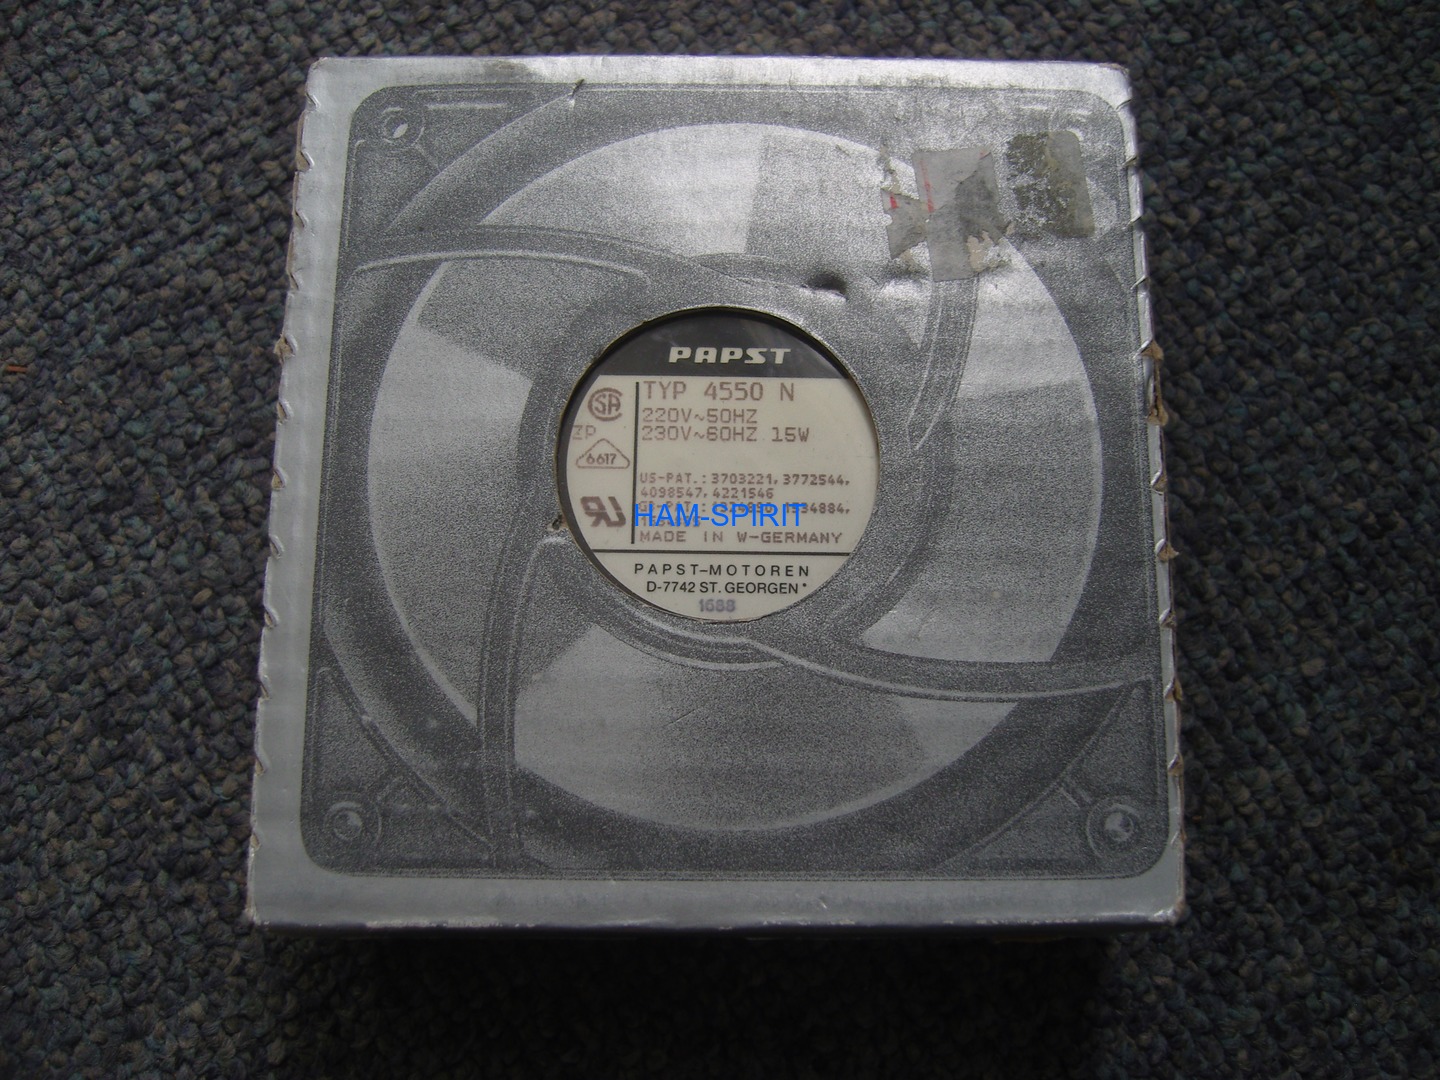 PAPST
TYP 4550 N
220V~50HZ
230V~60HZ 15W
6617
US-PAT.: 3703221, 3772544,
4098547, 4221546
HAM-SPIRIT
MADE IN W-GERMANY
PAPST-MOTOREN
D-7742 ST. GEORGEN
1688